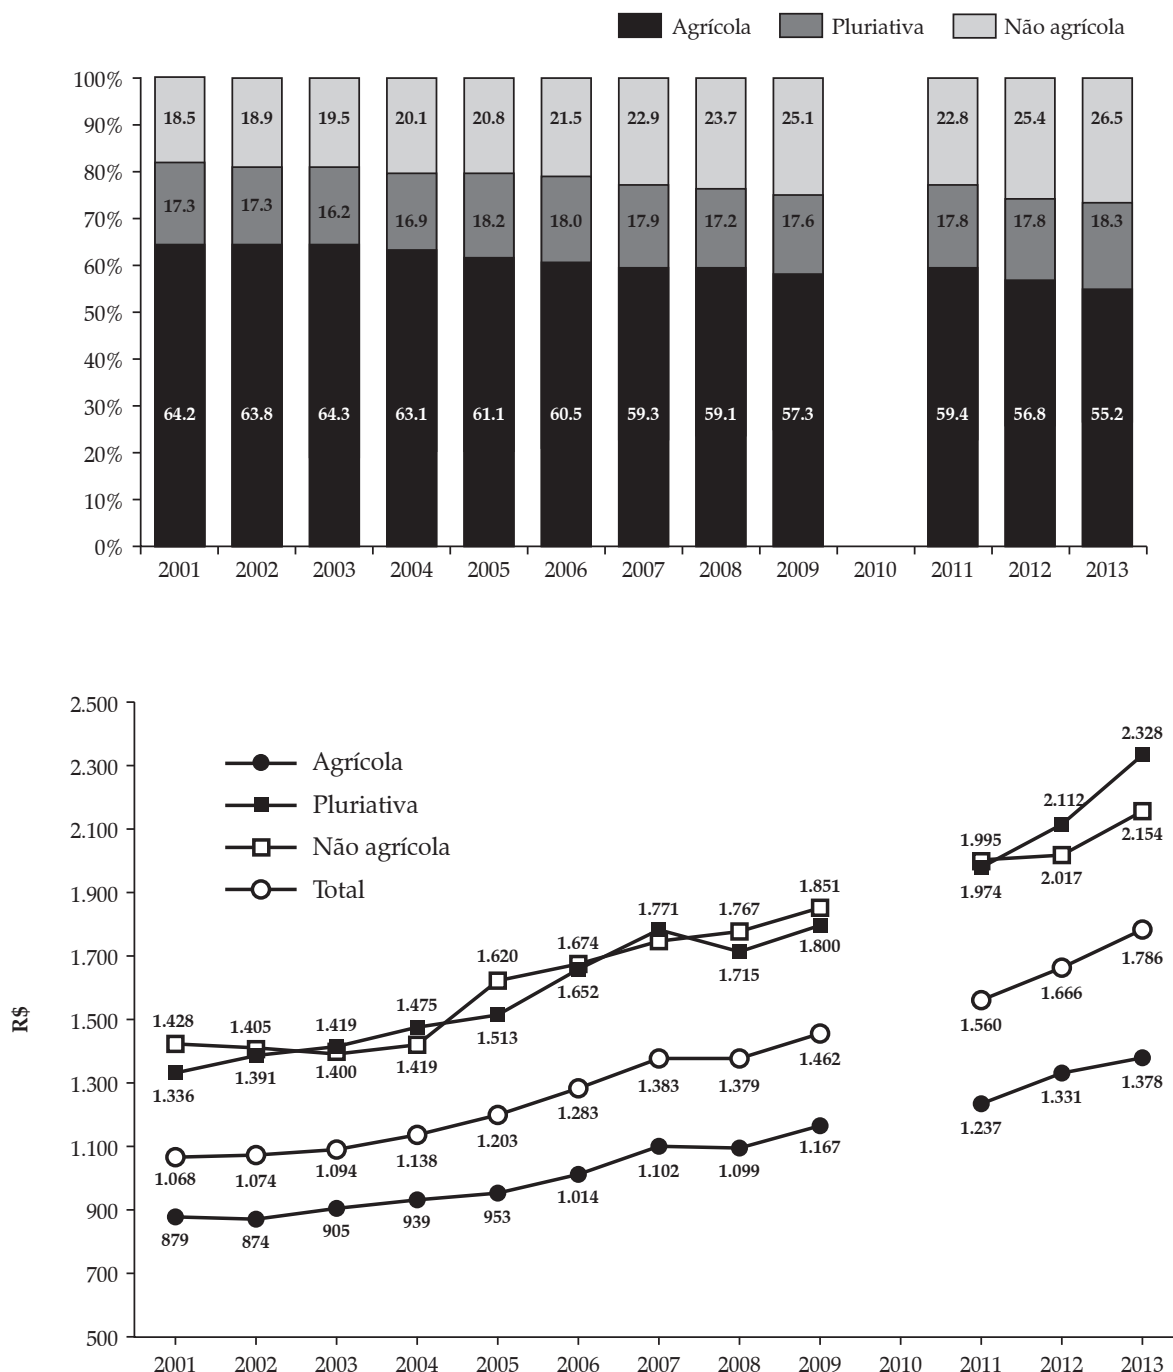 Agrícola Pluriativa Não agrícola
100%
90%
80%
70%
60%
50%
40%
30%
20%
10%
0%
18.5 18.9 19.5 20.1 20.8 21.5 22.9 23.7 25.1 22.8 25.4 26.5
17.3 17.3 16.2 16.9 18.2 18.0 17.9 17.2 17.6 17.8 17.8 18.3
64.2 63.8 64.3 63.1 61.1 60.5 59.3 59.1 57.3 59.4 56.8 55.2
2001 2002 2003 2004 2005 2006 2007 2008 2009 2010 2011 2012 2013
R$
2.500
2.300
2.100
1.900
1.700
1.500
1.300
1.100
900
700
500
Agrícola
Pluriativa
Não agrícola
Total
1.428 1.405 1.419 1.475 1.620 1.674 1.771 1.767 1.851 1.995 2.112 2.328
1.336 1.391 1.400 1.419 1.513 1.652 1.715 1.800 1.974 2.017 2.154
1.068 1.074 1.094 1.138 1.203 1.283 1.383 1.379 1.462 1.560 1.666 1.786
879 874 905 939 953 1.014 1.102 1.099 1.167 1.237 1.331 1.378
2001 2002 2003 2004 2005 2006 2007 2008 2009 2010 2011 2012 2013